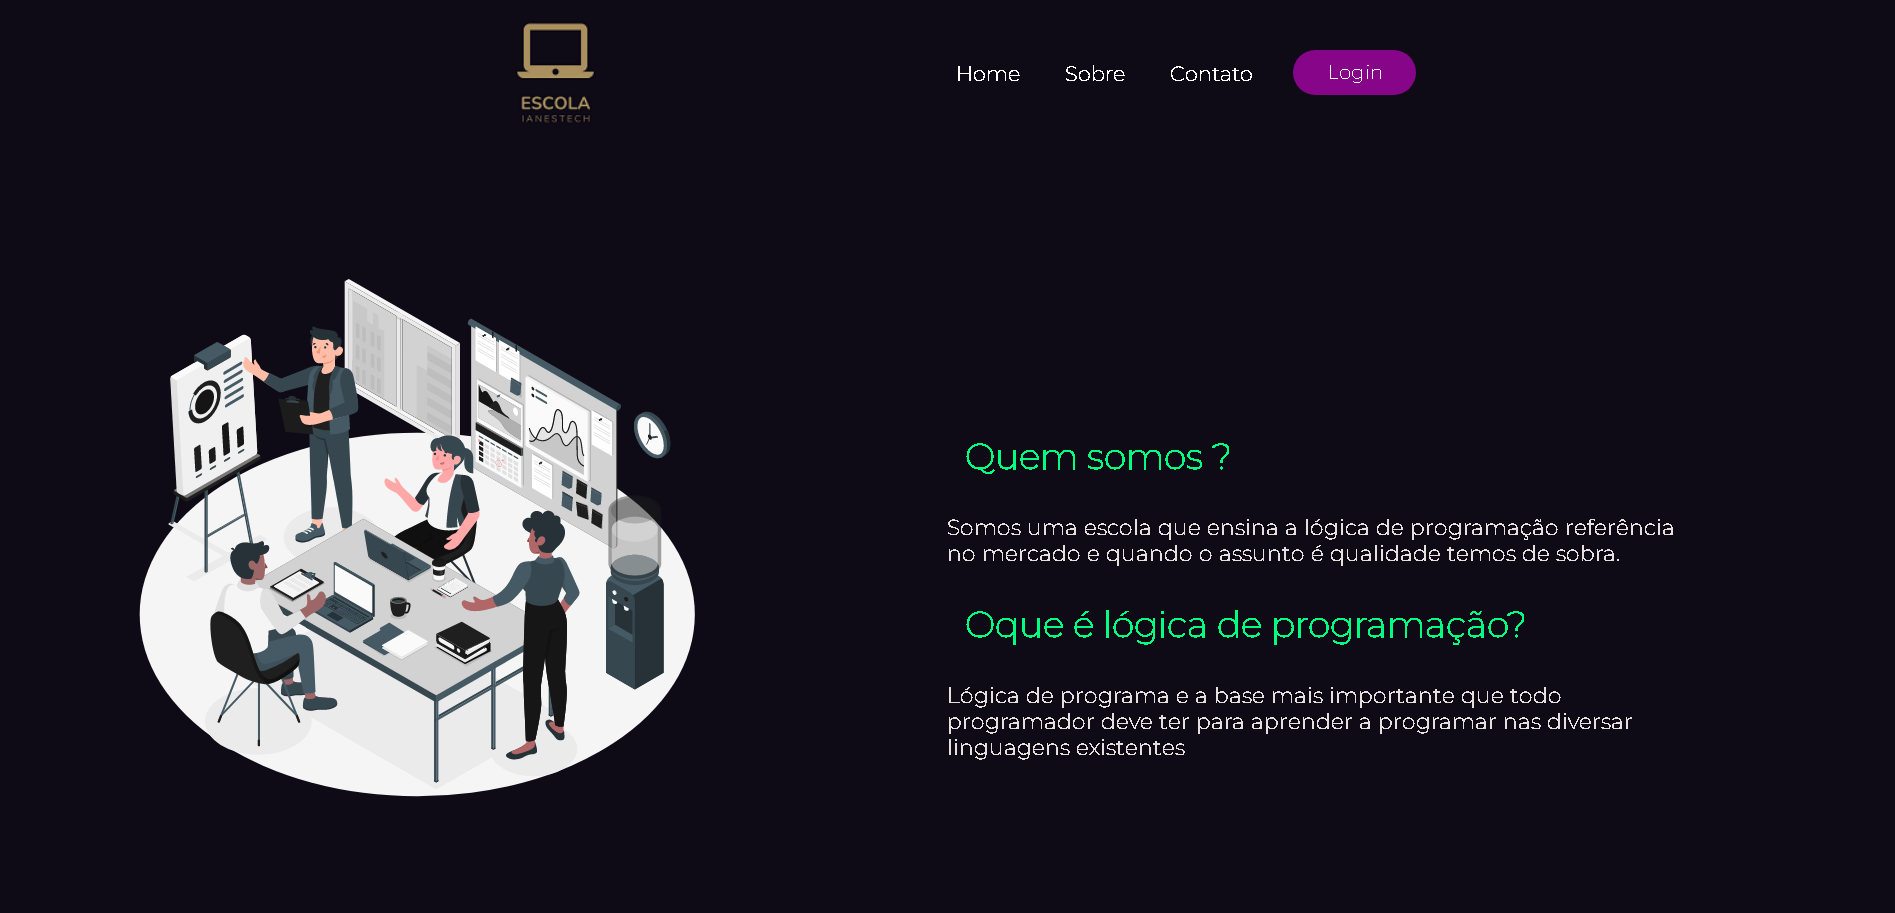 ESCOLA
IANESTECH
Home Sobre Contato Login
Quem somos ?
Somos uma escola que ensina a lógica de programação referência
no mercado e quando o assunto é qualidade temos de sobra.
Oque é lógica de programação?
Lógica de programa e a base mais importante que todo
programador deve ter para aprender a programar nas diversar
linguagens existentes